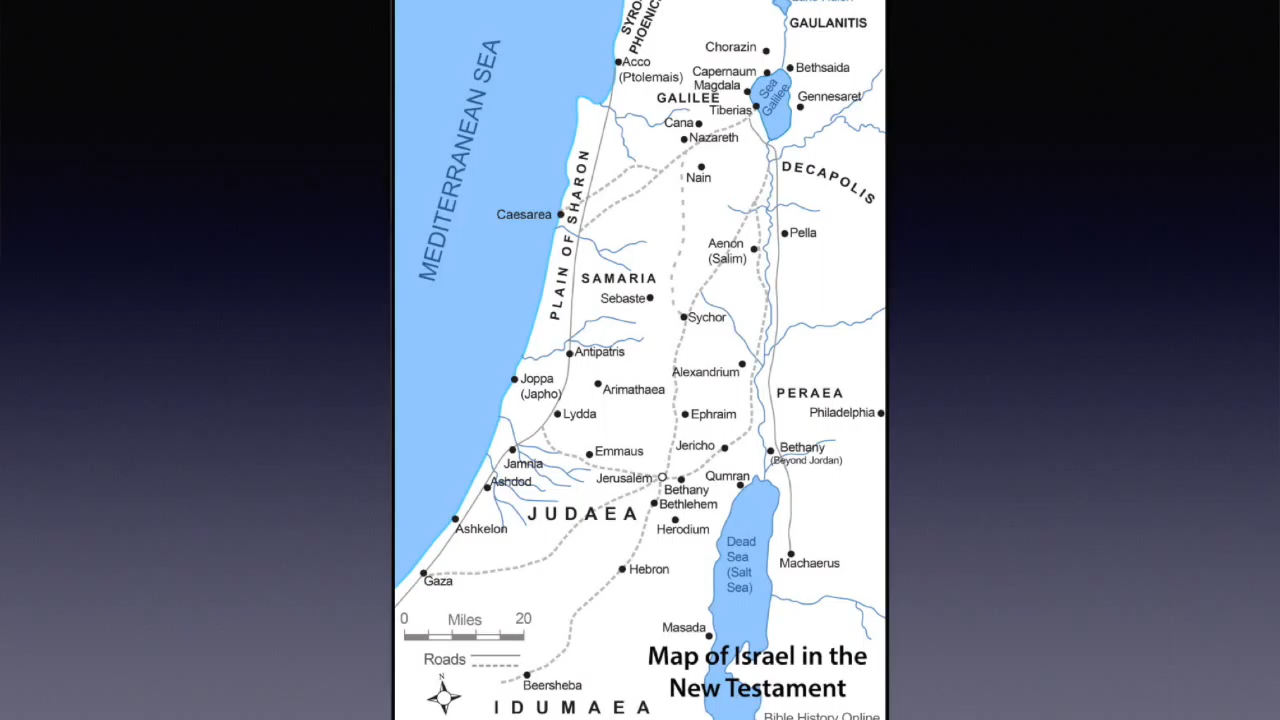 Lake Huleh
GAULANITIS
SYRO-
PHOENICIA
Chorazin
Acco
(Ptolemais)
Capernaum
Bethsaida
Magdala
Sea
Galilee
Gennesaret
GALILEE
Tiberias
Cana
Nazareth
MEDITERRANEAN SEA
Nain
DECAPOLIS
PLAIN OF SHARON
Caesarea
Pella
Aenon
(Salim)
SAMARIA
Sebaste
Sychor
Antipatris
Alexandrium
Joppa
(Japho)
Arimathaea
PERAEA
Lydda
Ephraim
Philadelphia
Emmaus
Jericho
Bethany
(Beyond Jordan)
Jamnia
Jerusalem
Qumran
Ashdod
Bethany
Bethlehem
JUDAEA
Ashkelon
Herodium
Dead
Sea
(Salt
Sea)
Machaerus
Hebron
Gaza
0 Miles 20
Masada
Roads
Map of Israel in the
New Testament
N
Beersheba
IDUMAEA
Bible History Online